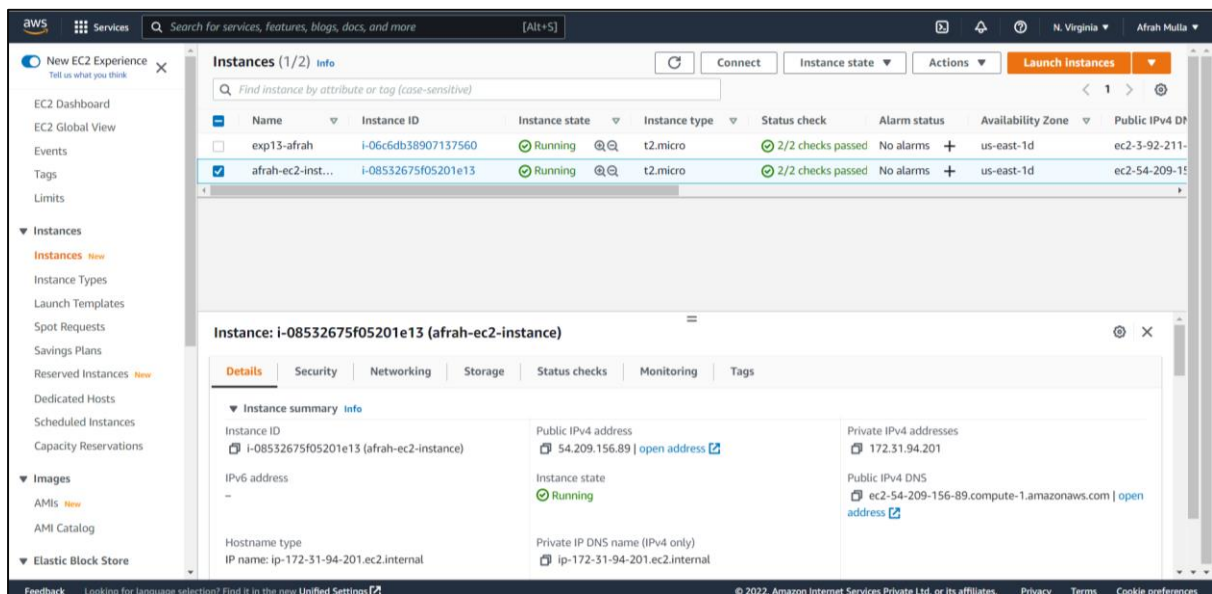 aws
Services
Search for services, features, blogs, docs, and more
[Alt+S]
N. Virginia ▼
Afrah Mulla ▼
New EC2 Experience
Tell us what you think
EC2 Dashboard
EC2 Global View
Events
Tags
Limits
▼ Instances
Instances New
Instance Types
Launch Templates
Spot Requests
Savings Plans
Reserved Instances New
Dedicated Hosts
Scheduled Instances
Capacity Reservations
▼ Images
AMIs New
AMI Catalog
▼ Elastic Block Store
Instances (1/2) Info
Connect
Instance state ▼
Actions ▼
Launch instances ▼
Find instance by attribute or tag (case-sensitive)
1
Name Instance ID Instance state Instance type Status check Alarm status Availability Zone Public IPv4 DN
exp13-afrah i-06c6db38907137560 Running t2.micro 2/2 checks passed No alarms + us-east-1d ec2-3-92-211-
afrah-ec2-inst... i-08532675f05201e13 Running t2.micro 2/2 checks passed No alarms + us-east-1d ec2-54-209-15
Instance: i-08532675f05201e13 (afrah-ec2-instance)
Details Security Networking Storage Status checks Monitoring Tags
▼ Instance summary Info
Instance ID
i-08532675f05201e13 (afrah-ec2-instance)
Public IPv4 address
54.209.156.89 | open address
Private IPv4 addresses
172.31.94.201
IPv6 address
–
Instance state
Running
Public IPv4 DNS
ec2-54-209-156-89.compute-1.amazonaws.com | open
address
Hostname type
IP name: ip-172-31-94-201.ec2.internal
Private IP DNS name (IPv4 only)
ip-172-31-94-201.ec2.internal
Feedback
Looking for language selection? Find it in the new Unified Settings
© 2022, Amazon Internet Services Private Ltd. or its affiliates.
Privacy
Terms
Cookie preferences